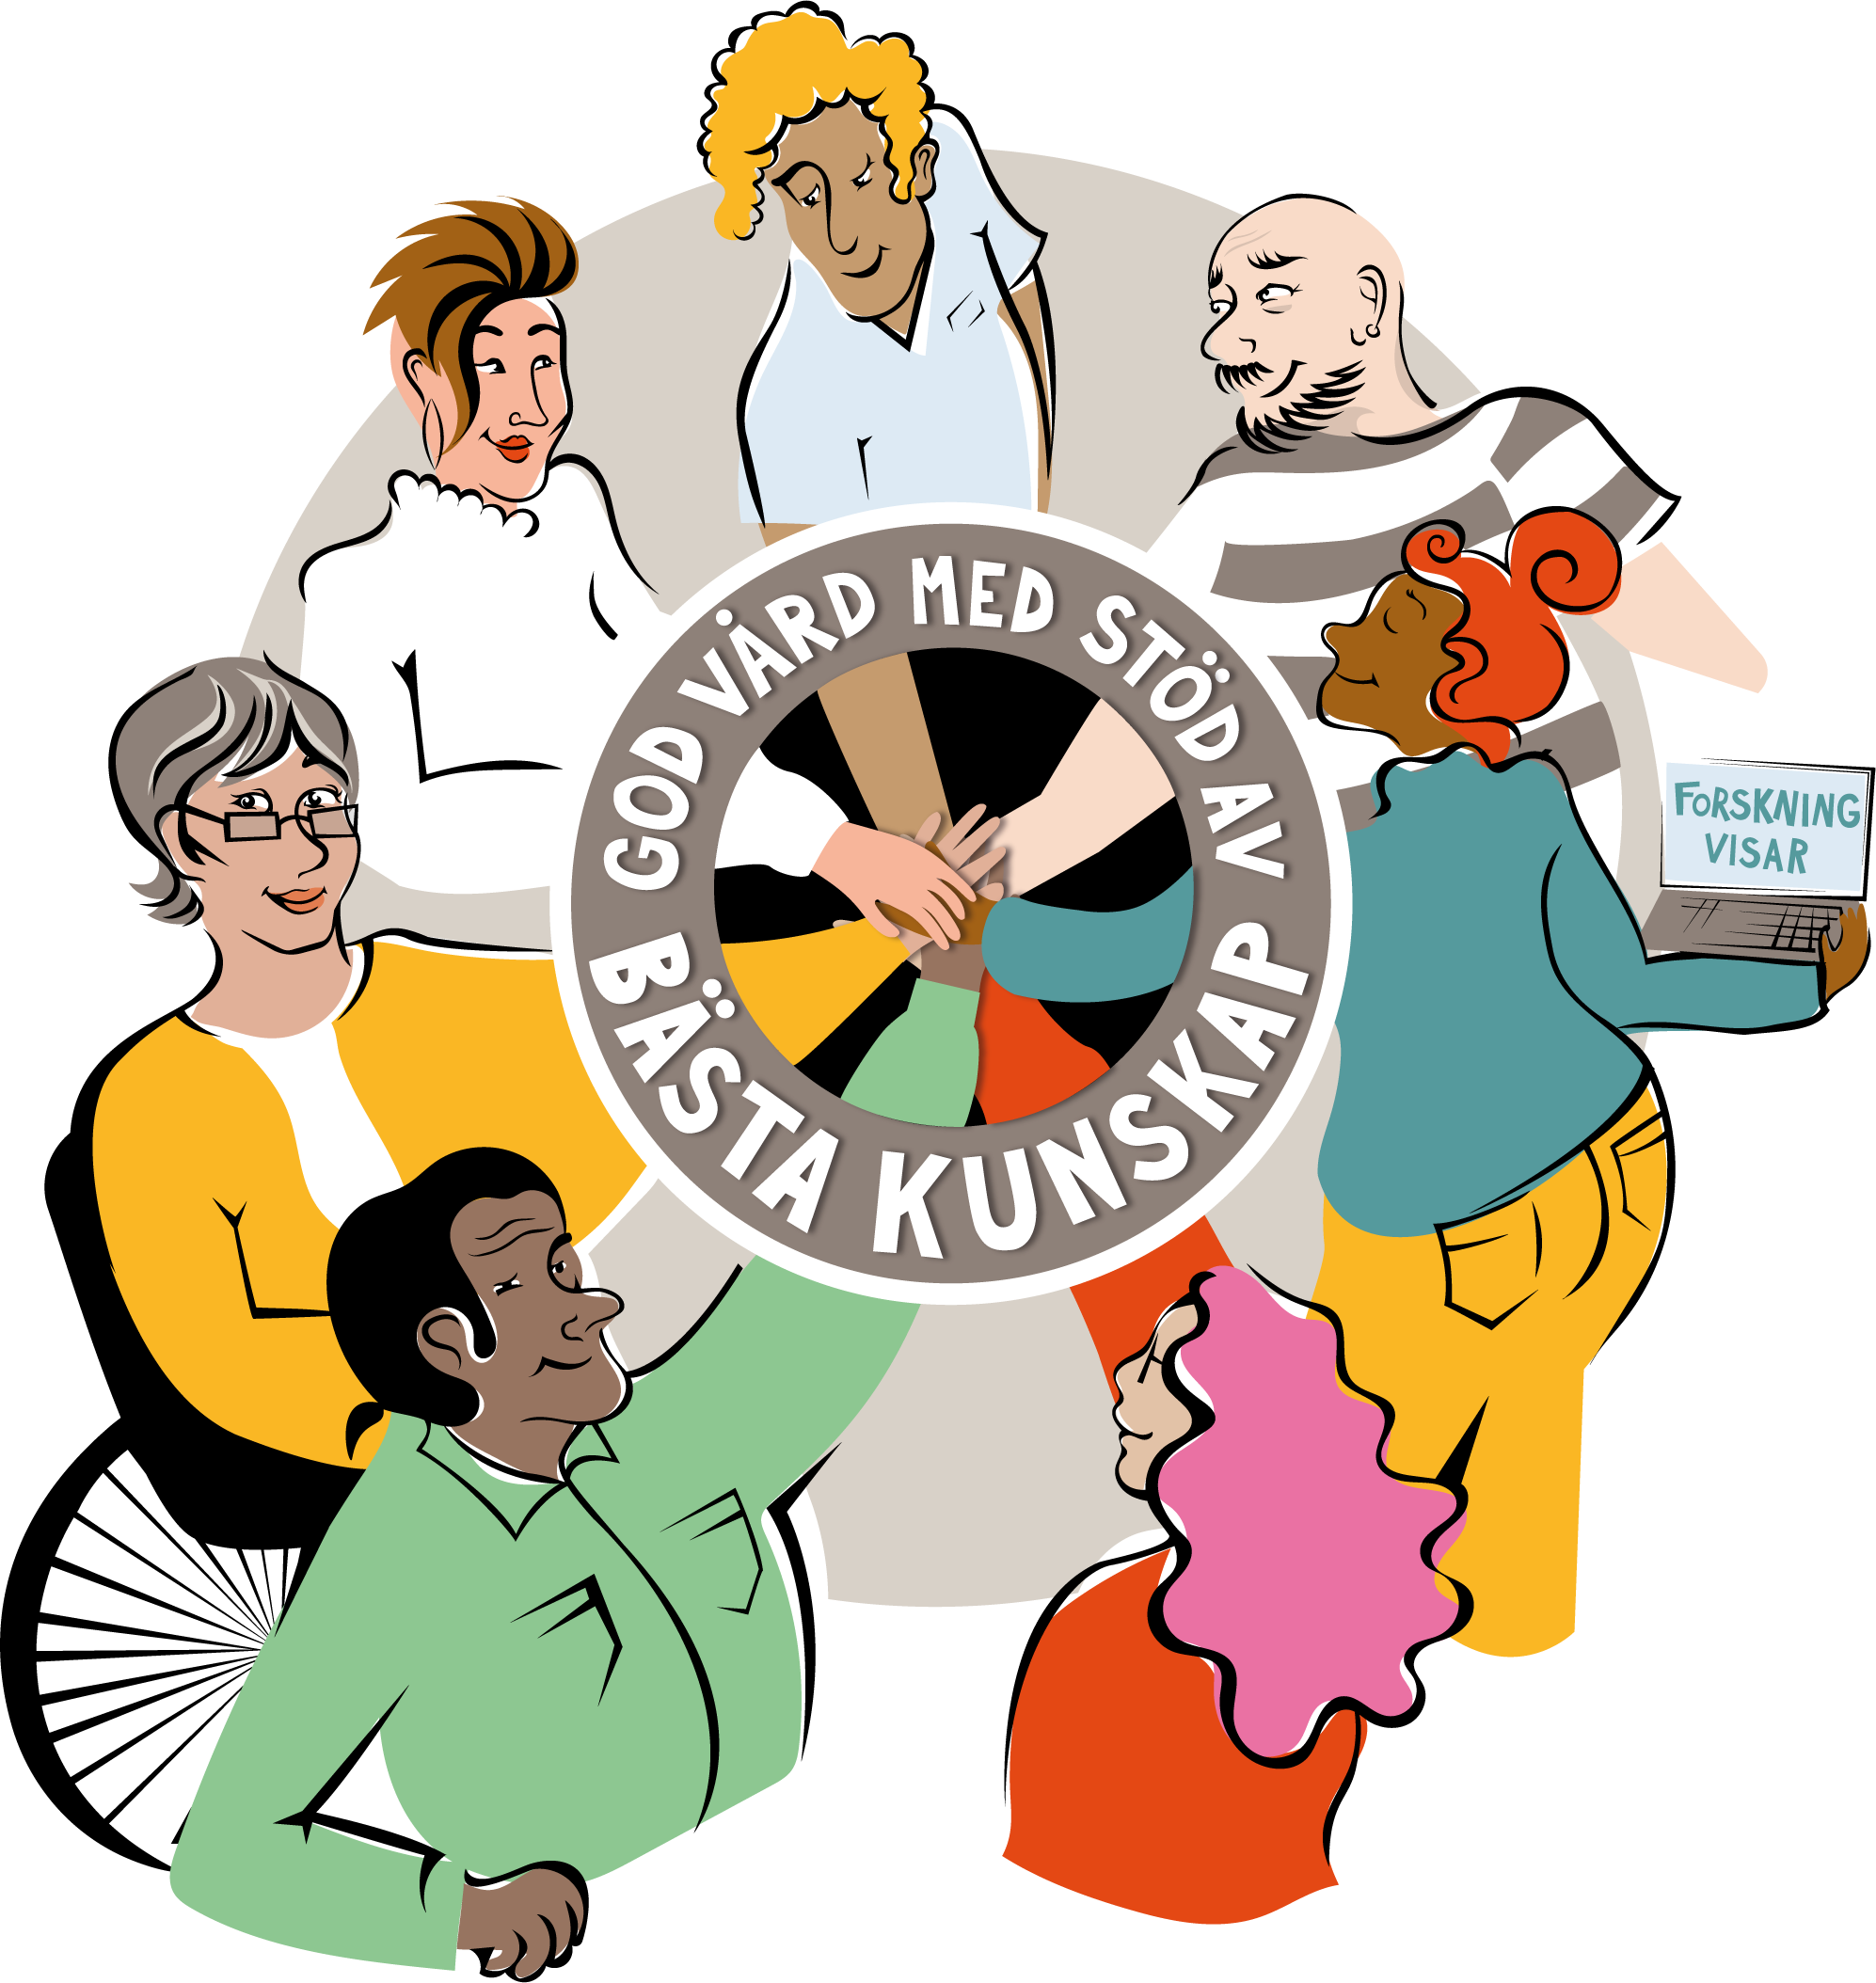 GOD VÅRD MED STÖD AV
BÄSTA KUNSKAP
FORSKNING
VISAR